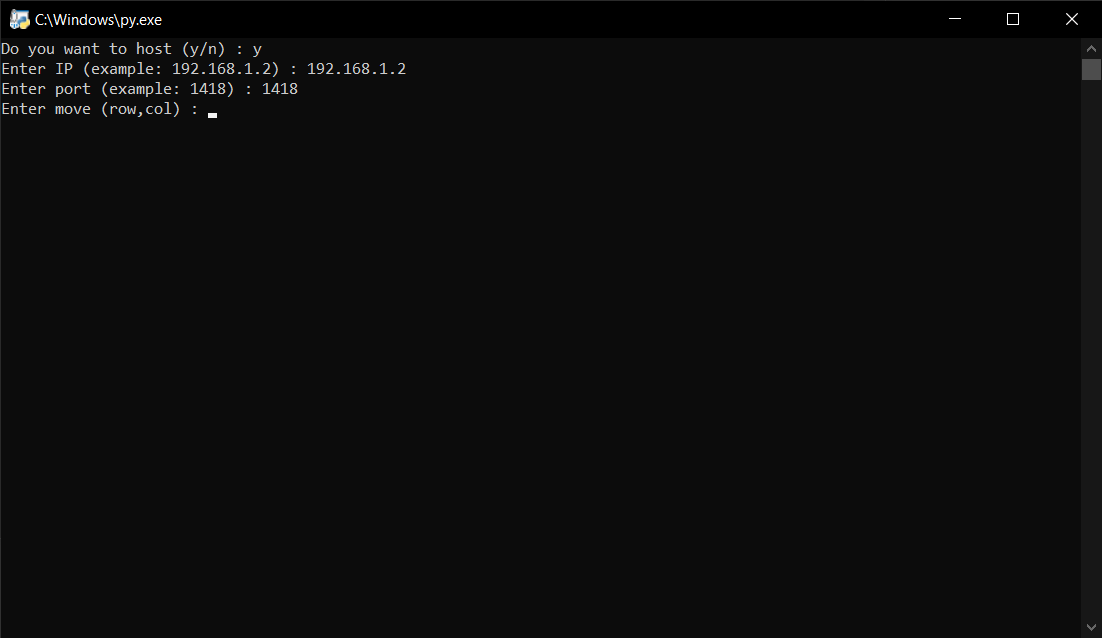 C:\Windows\py.exe
Do you want to host (y/n) : y
Enter IP (example: 192.168.1.2) : 192.168.1.2
Enter port (example: 1418) : 1418
Enter move (row,col) :